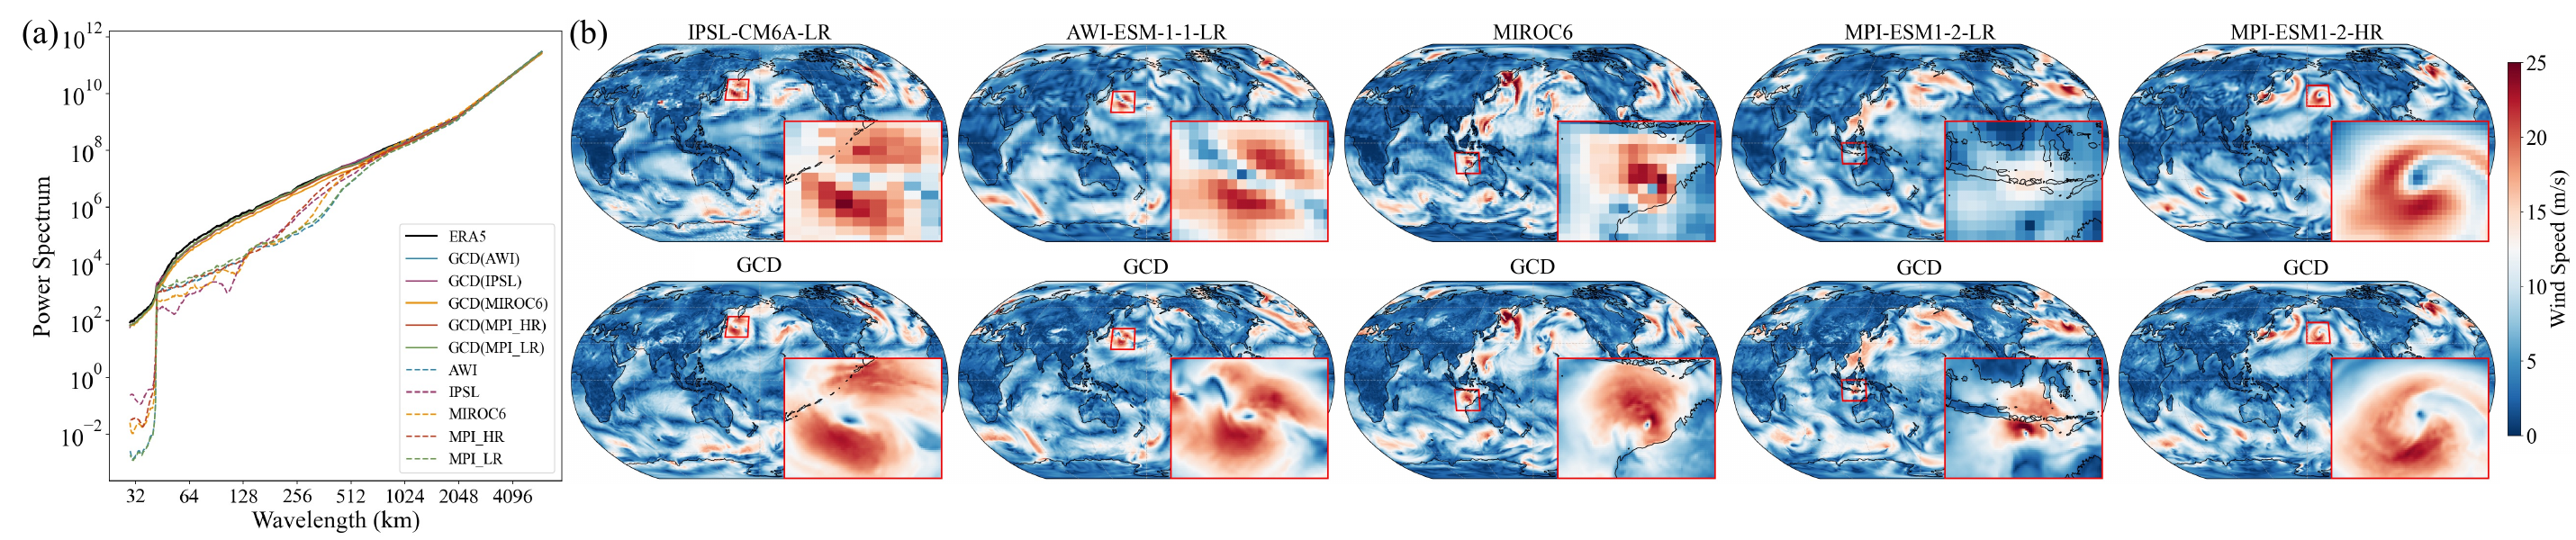 (a)
10^12
10^10
10^8
10^6
10^4
10^2
10^0
10^−2
Power Spectrum
32 64 128 256 512 1024 2048 4096
Wavelength (km)
ERA5
GCD(AWI)
GCD(IPSL)
GCD(MIROC6)
GCD(MPI_HR)
GCD(MPI_LR)
AWI
IPSL
MIROC6
MPI_HR
MPI_LR
(b)
IPSL-CM6A-LR AWI-ESM-1-1-LR MIROC6 MPI-ESM1-2-LR MPI-ESM1-2-HR
GCD GCD GCD GCD GCD
25
20
15
10
5
0
Wind Speed (m/s)